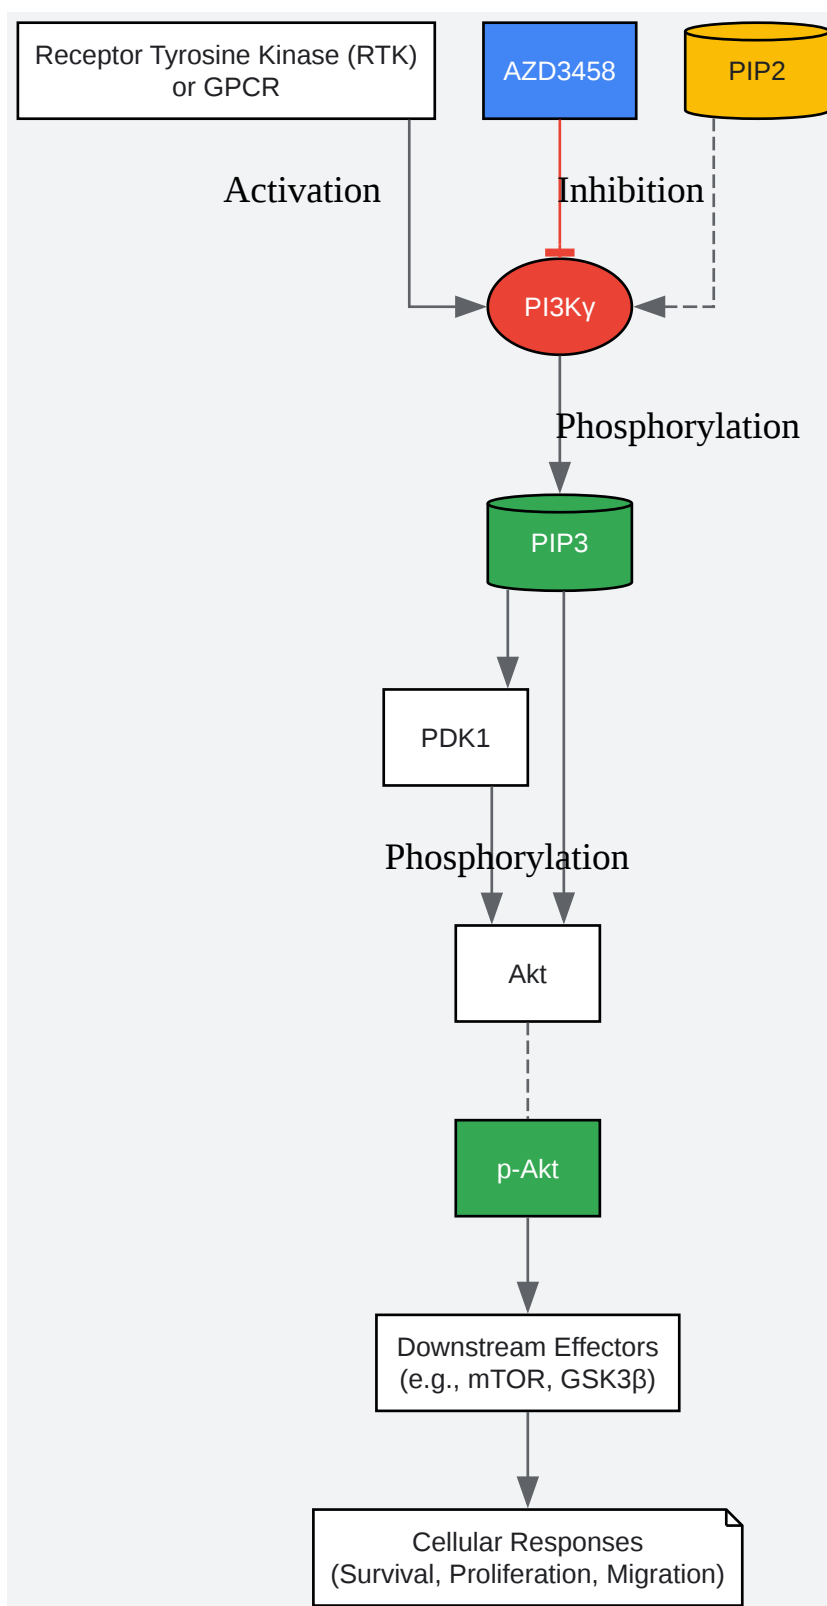 Receptor Tyrosine Kinase (RTK)
or GPCR
AZD3458
PIP2
Activation
Inhibition
PI3Kγ
Phosphorylation
PIP3
PDK1
Phosphorylation
Akt
p-Akt
Downstream Effectors
(e.g., mTOR, GSK3β)
Cellular Responses
(Survival, Proliferation, Migration)